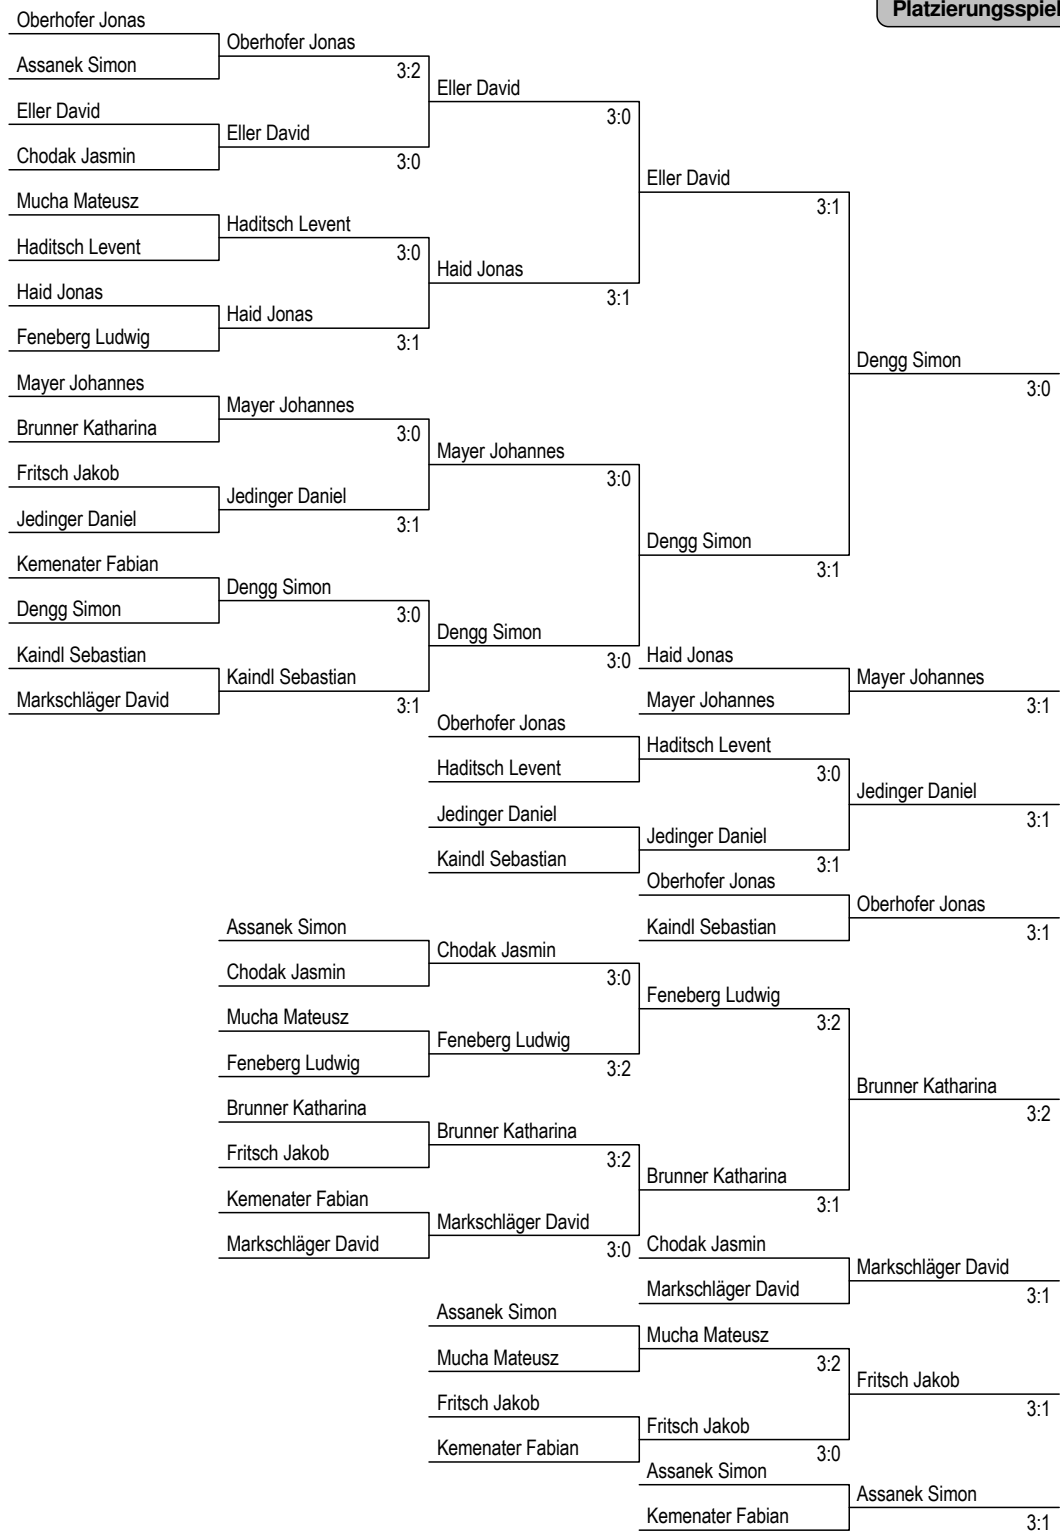 Platzierungsspiel
Oberhofer Jonas
Oberhofer Jonas
Assanek Simon
3:2
Eller David
Eller David
3:0
Eller David
Chodak Jasmin
3:0
Eller David
3:1
Mucha Mateusz
Haditsch Levent
Haditsch Levent
3:0
Haid Jonas
3:1
Haid Jonas
Haid Jonas
Feneberg Ludwig
3:1
Dengg Simon
3:0
Mayer Johannes
Mayer Johannes
Brunner Katharina
3:0
Mayer Johannes
3:0
Fritsch Jakob
Jedinger Daniel
Jedinger Daniel
3:1
Dengg Simon
3:1
Kemenater Fabian
Dengg Simon
Dengg Simon
3:0
Dengg Simon
3:0
Haid Jonas
Kaindl Sebastian
Kaindl Sebastian
Mayer Johannes
Markschläger David
3:1
Mayer Johannes
3:1
Oberhofer Jonas
Haditsch Levent
Haditsch Levent
3:0
Jedinger Daniel
3:1
Jedinger Daniel
Jedinger Daniel
Kaindl Sebastian
3:1
Oberhofer Jonas
Oberhofer Jonas
Kaindl Sebastian
3:1
Assanek Simon
Chodak Jasmin
Chodak Jasmin
3:0
Feneberg Ludwig
3:2
Mucha Mateusz
Feneberg Ludwig
Feneberg Ludwig
3:2
Brunner Katharina
3:2
Brunner Katharina
Brunner Katharina
Fritsch Jakob
3:2
Brunner Katharina
3:1
Kemenater Fabian
Markschläger David
Markschläger David
3:0
Chodak Jasmin
Markschläger David
Markschläger David
3:1
Assanek Simon
Mucha Mateusz
Mucha Mateusz
3:2
Fritsch Jakob
3:1
Fritsch Jakob
Fritsch Jakob
Kemenater Fabian
3:0
Assanek Simon
Assanek Simon
Kemenater Fabian
3:1